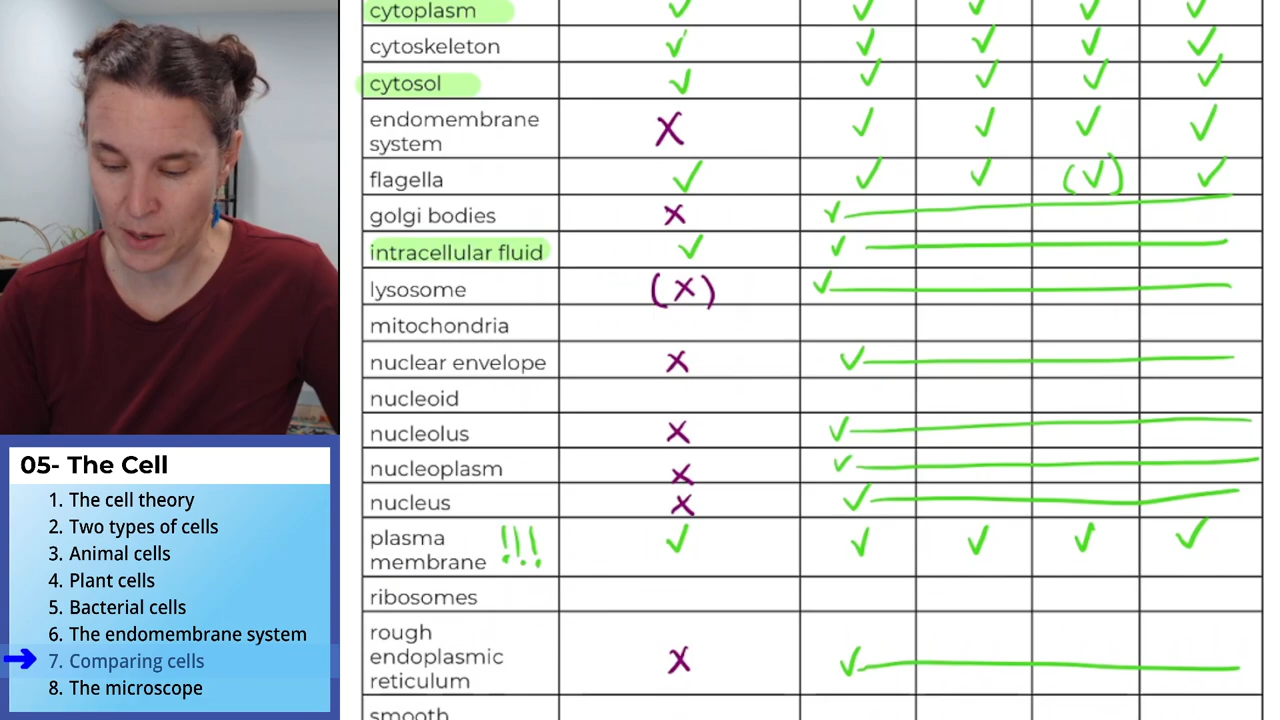 cytoplasm ✓ ✓ ✓ ✓ ✓
cytoskeleton ✓ ✓ ✓ ✓ ✓
cytosol ✓ ✓ ✓ ✓ ✓
endomembrane
system X ✓ ✓ ✓ ✓
flagella ✓ ✓ ✓ (✓) ✓
golgi bodies X ✓
intracellular fluid ✓ ✓
lysosome (X) ✓
mitochondria
nuclear envelope X ✓
nucleoid
nucleolus X ✓
nucleoplasm X ✓
nucleus X ✓
plasma
membrane !!! ✓ ✓ ✓ ✓ ✓
ribosomes
rough
endoplasmic
reticulum X ✓
smooth
05- The Cell
1. The cell theory
2. Two types of cells
3. Animal cells
4. Plant cells
5. Bacterial cells
6. The endomembrane system
7. Comparing cells
8. The microscope